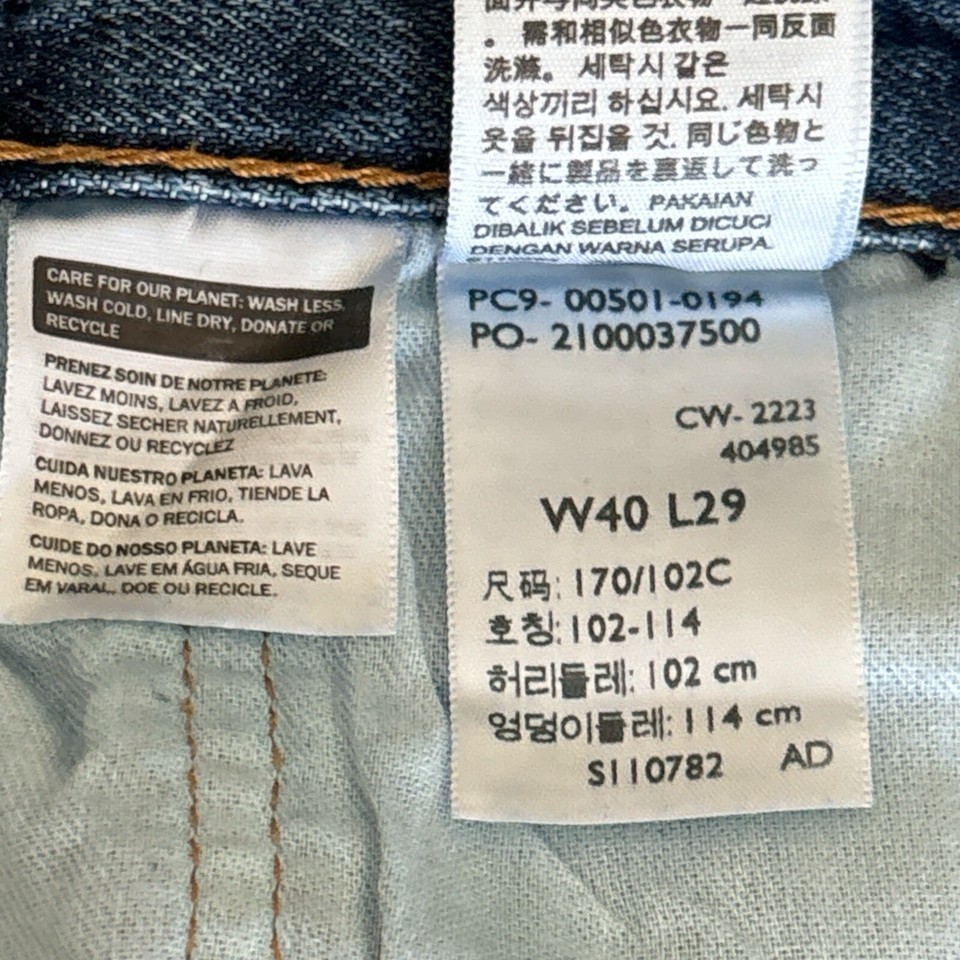 CARE FOR OUR PLANET: WASH LESS,
WASH COLD, LINE DRY, DONATE OR
RECYCLE
PRENEZ SOIN DE NOTRE PLANETE:
LAVEZ MOINS, LAVEZ A FROID,
LAISSEZ SECHER NATURELLEMENT,
DONNEZ OU RECYCLEZ
CUIDA NUESTRO PLANETA: LAVA
MENOS, LAVA EN FRIO, TIENDE LA
ROPA, DONA O RECICLA.
CUIDE DO NOSSO PLANETA: LAVE
MENOS, LAVE EM ÁGUA FRIA, SEQUE
EM VARAL, DOE OU RECICLE.
。需和相似色衣物一同反面
洗滌。 세탁시 같은
색상끼리 하십시요. 세탁시
옷을 뒤집을 것. 同じ色物と
一緒に製品を裏返して洗っ
てください。 PAKAIAN
DIBALIK SEBELUM DICUCI
DENGAN WARNA SERUPA.
PC9- 00501-0194
PO- 2100037500
CW- 2223
404985
W40 L29
尺码: 170/102C
호칭:102-114
허리둘레: 102 cm
엉덩이둘레: 114 cm
S110782 AD